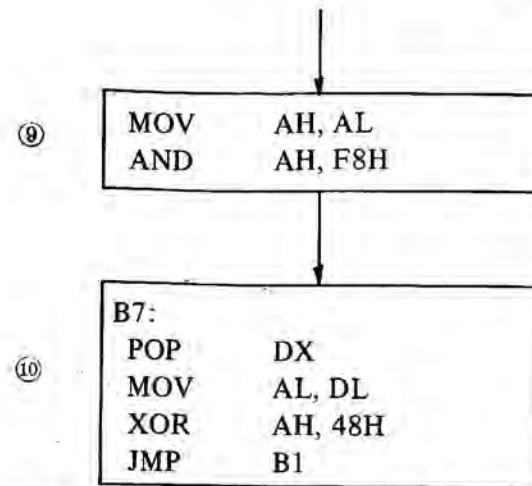 ⑨
MOV AH, AL
AND AH, F8H
⑩
B7:
POP DX
MOV AL, DL
XOR AH, 48H
JMP B1